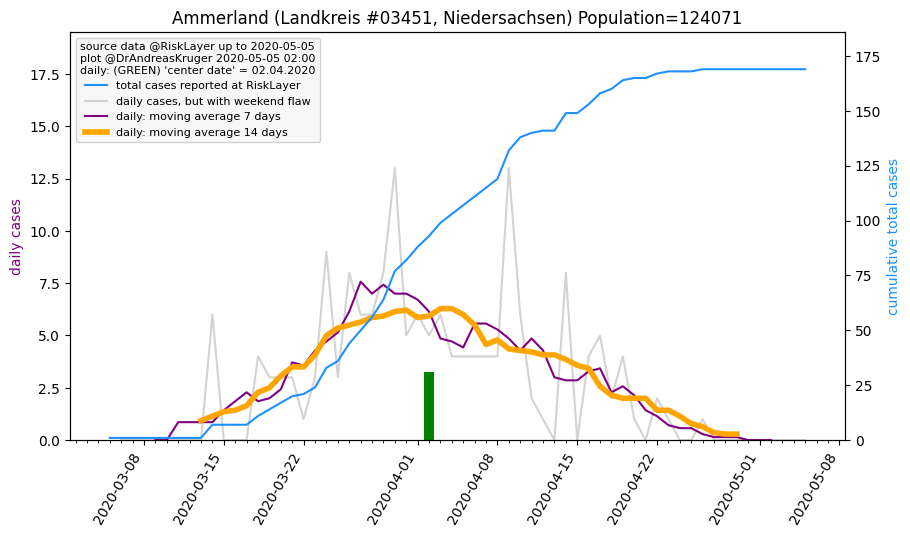 Ammerland (Landkreis #03451, Niedersachsen) Population=124071
source data @RiskLayer up to 2020-05-05
plot @DrAndreasKruger 2020-05-05 02:00
daily: (GREEN) 'center date' = 02.04.2020
total cases reported at RiskLayer
daily cases, but with weekend flaw
daily: moving average 7 days
daily: moving average 14 days
daily cases
17.5
15.0
12.5
10.0
7.5
5.0
2.5
0.0
175
150
125
100
75
50
25
0
cumulative total cases
2020-03-08
2020-03-15
2020-03-22
2020-04-01
2020-04-08
2020-04-15
2020-04-22
2020-05-01
2020-05-08